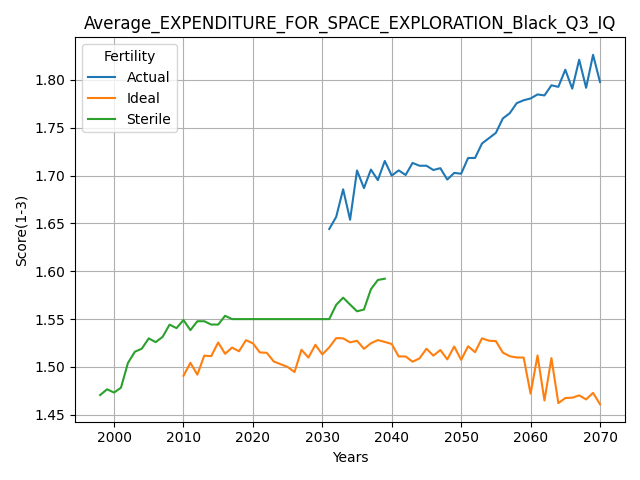 Average_EXPENDITURE_FOR_SPACE_EXPLORATION_Black_Q3_IQ
Fertility
Actual
Ideal
Sterile
Score(1-3)
1.80
1.75
1.70
1.65
1.60
1.55
1.50
1.45
2000 2010 2020 2030 2040 2050 2060 2070
Years